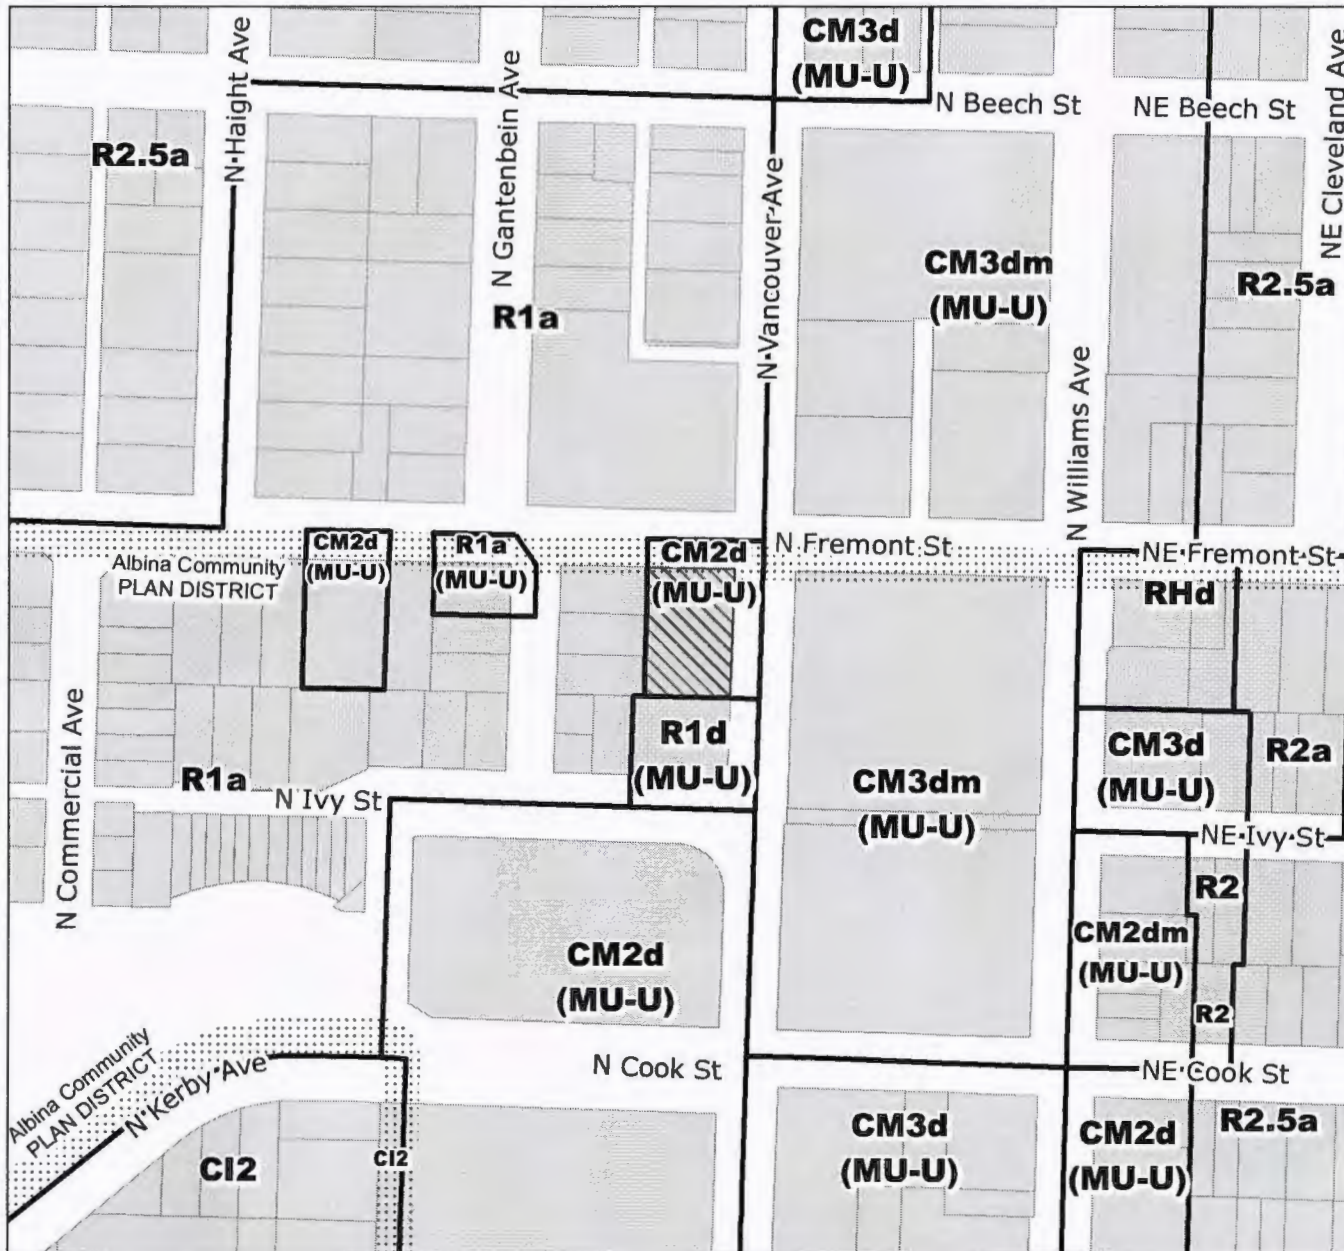 CM3d
(MU-U)
N Haight Ave
N Gantenbein Ave
N Beech St
NE Beech St
NE Cleveland Ave
R2.5a
N Vancouver Ave
CM3dm
(MU-U)
R2.5a
R1a
N Williams Ave
CM2d
(MU-U)
R1a
(MU-U)
CM2d
(MU-U)
N Fremont St
NE Fremont St
Albina Community
PLAN DISTRICT
RHd
N Commercial Ave
R1d
(MU-U)
CM3d
(MU-U)
R2a
R1a
N Ivy St
CM3dm
(MU-U)
NE Ivy St
R2
CM2dm
(MU-U)
CM2d
(MU-U)
R2
Albina Community
PLAN DISTRICT
N Kerby Ave
N Cook St
NE Cook St
CI2
CI2
CM3d
(MU-U)
CM2d
(MU-U)
R2.5a